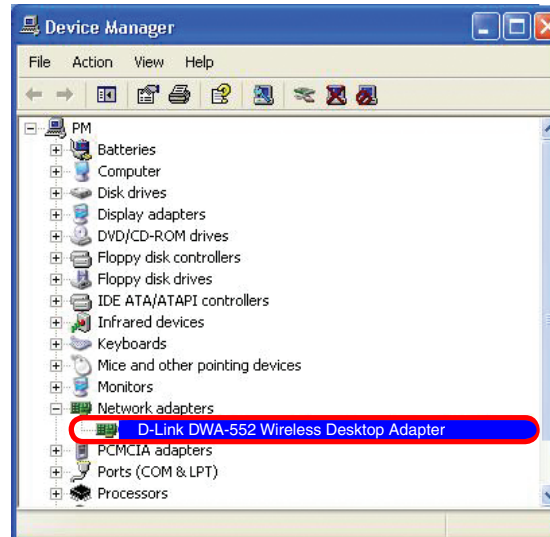 Device Manager
File Action View Help
PM
Batteries
Computer
Disk drives
Display adapters
DVD/CD-ROM drives
Floppy disk controllers
Floppy disk drives
IDE ATA/ATAPI controllers
Infrared devices
Keyboards
Mice and other pointing devices
Monitors
Network adapters
D-Link DWA-552 Wireless Desktop Adapter
PCMCIA adapters
Ports (COM & LPT)
Processors